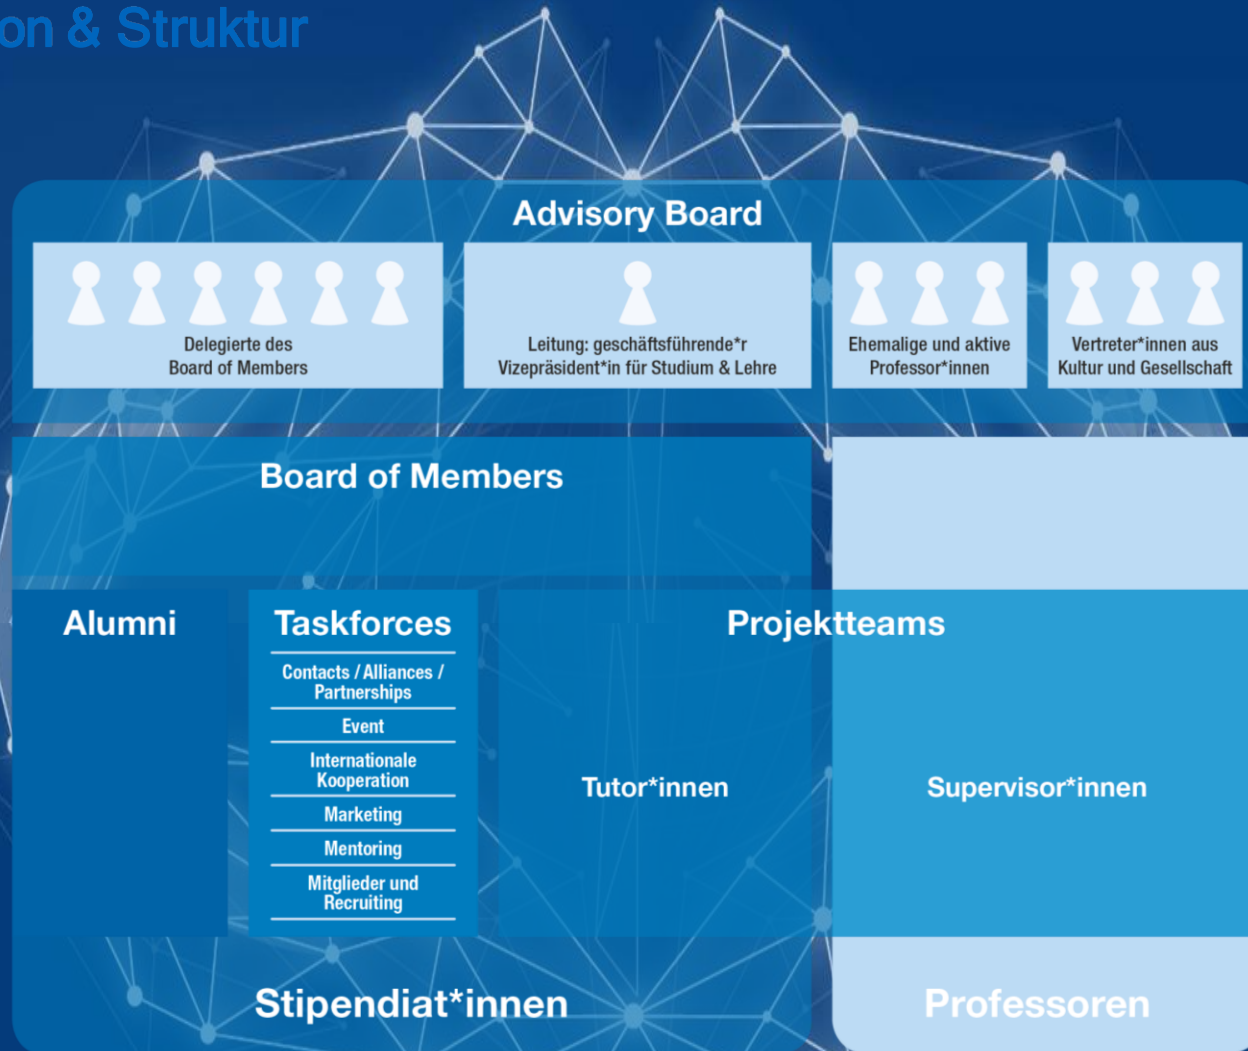 on & Struktur
Advisory Board
Delegierte des
Board of Members
Leitung: geschäftsführende*r
Vizepräsident*in für Studium & Lehre
Ehemalige und aktive
Professor*innen
Vertreter*innen aus
Kultur und Gesellschaft
Board of Members
Alumni
Taskforces
Contacts / Alliances /
Partnerships
Event
Internationale
Kooperation
Marketing
Mentoring
Mitglieder und
Recruiting
Projektteams
Tutor*innen
Supervisor*innen
Stipendiat*innen
Professoren